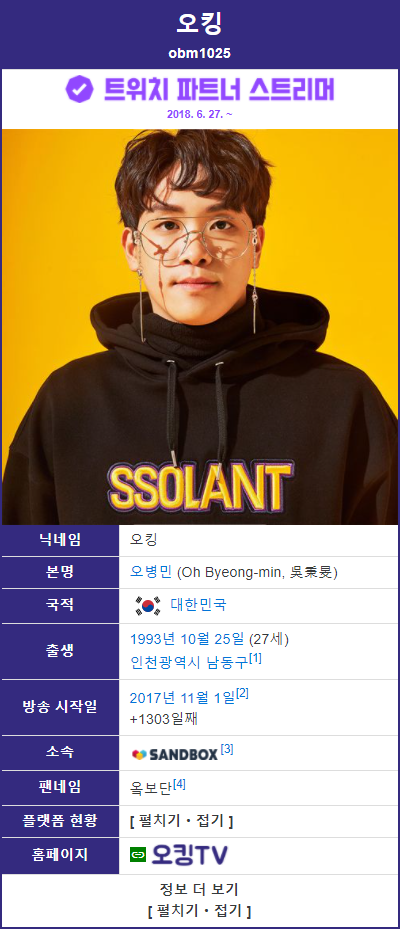 오킹
obm1025
트위치 파트너 스트리머
2018. 6. 27. ~
SSOLANT
닉네임 오킹
본명 오병민 (Oh Byeong-min, 吳秉旻)
국적 대한민국
출생 1993년 10월 25일 (27세)
인천광역시 남동구[1]
방송 시작일 2017년 11월 1일[2]
+1303일째
소속 SANDBOX[3]
팬네임 옥보단[4]
플랫폼 현황 [ 펼치기 · 접기 ]
홈페이지 오킹TV
정보 더 보기
[ 펼치기 · 접기 ]